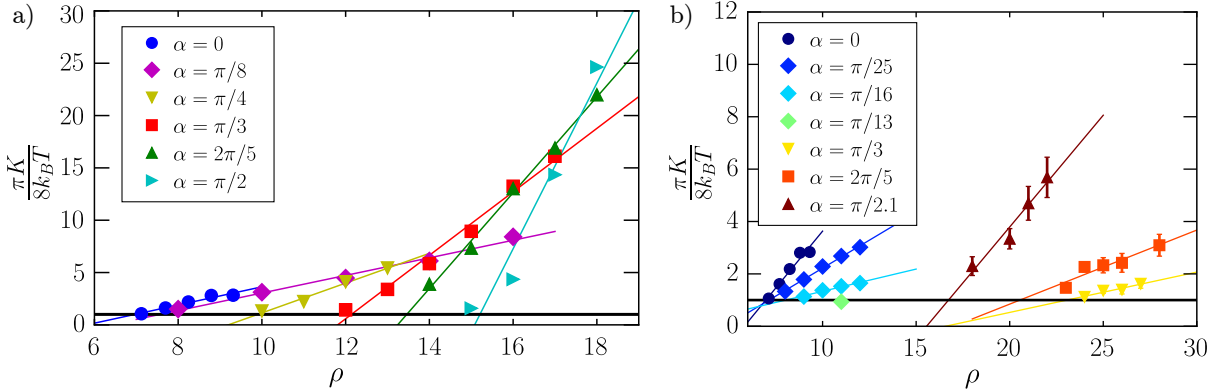 a)
30
25
20
15
10
5
0
πK
8k_BT
6 8 10 12 14 16 18
ρ
α = 0
α = π/8
α = π/4
α = π/3
α = 2π/5
α = π/2
b)
12
10
8
6
4
2
0
πK
8k_BT
10 15 20 25 30
ρ
α = 0
α = π/25
α = π/16
α = π/13
α = π/3
α = 2π/5
α = π/2.1